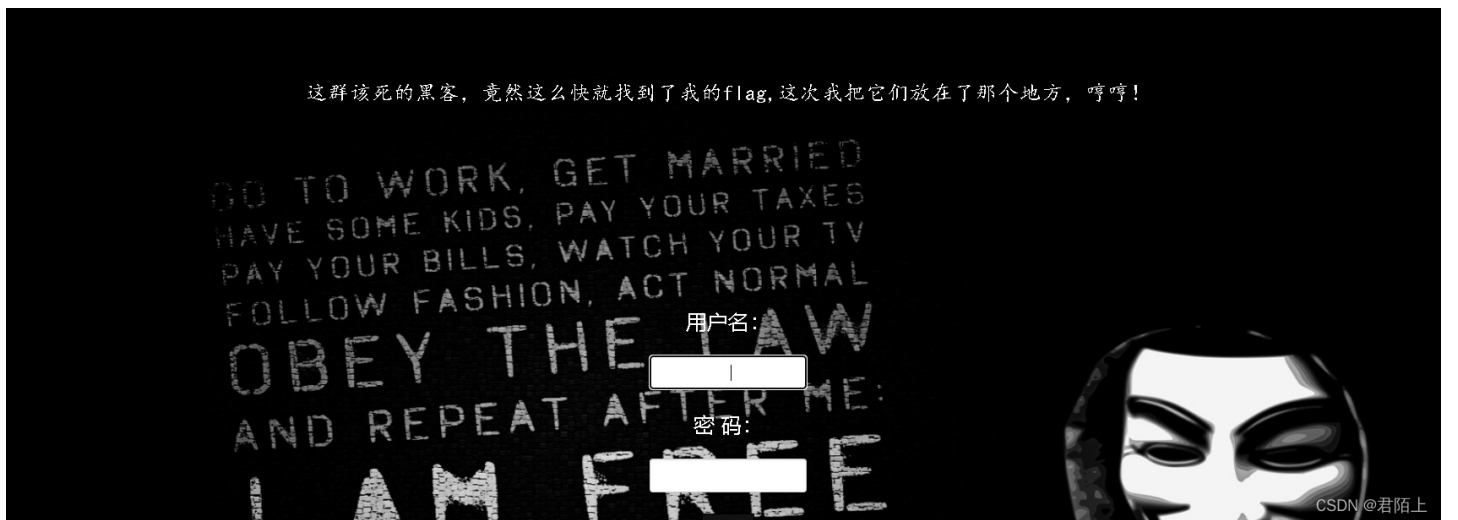 这群该死的黑客，竟然这么快就找到了我的flag,这次我把它们放在了那个地方，哼哼！
GO TO WORK, GET MARRIED
HAVE SOME KIDS, PAY YOUR TAXES
PAY YOUR BILLS, WATCH YOUR TV
FOLLOW FASHION, ACT NORMAL
OBEY THE LAW
AND REPEAT AFTER ME:
I AM FREE
用户名：
密 码：
CSDN @君陌上